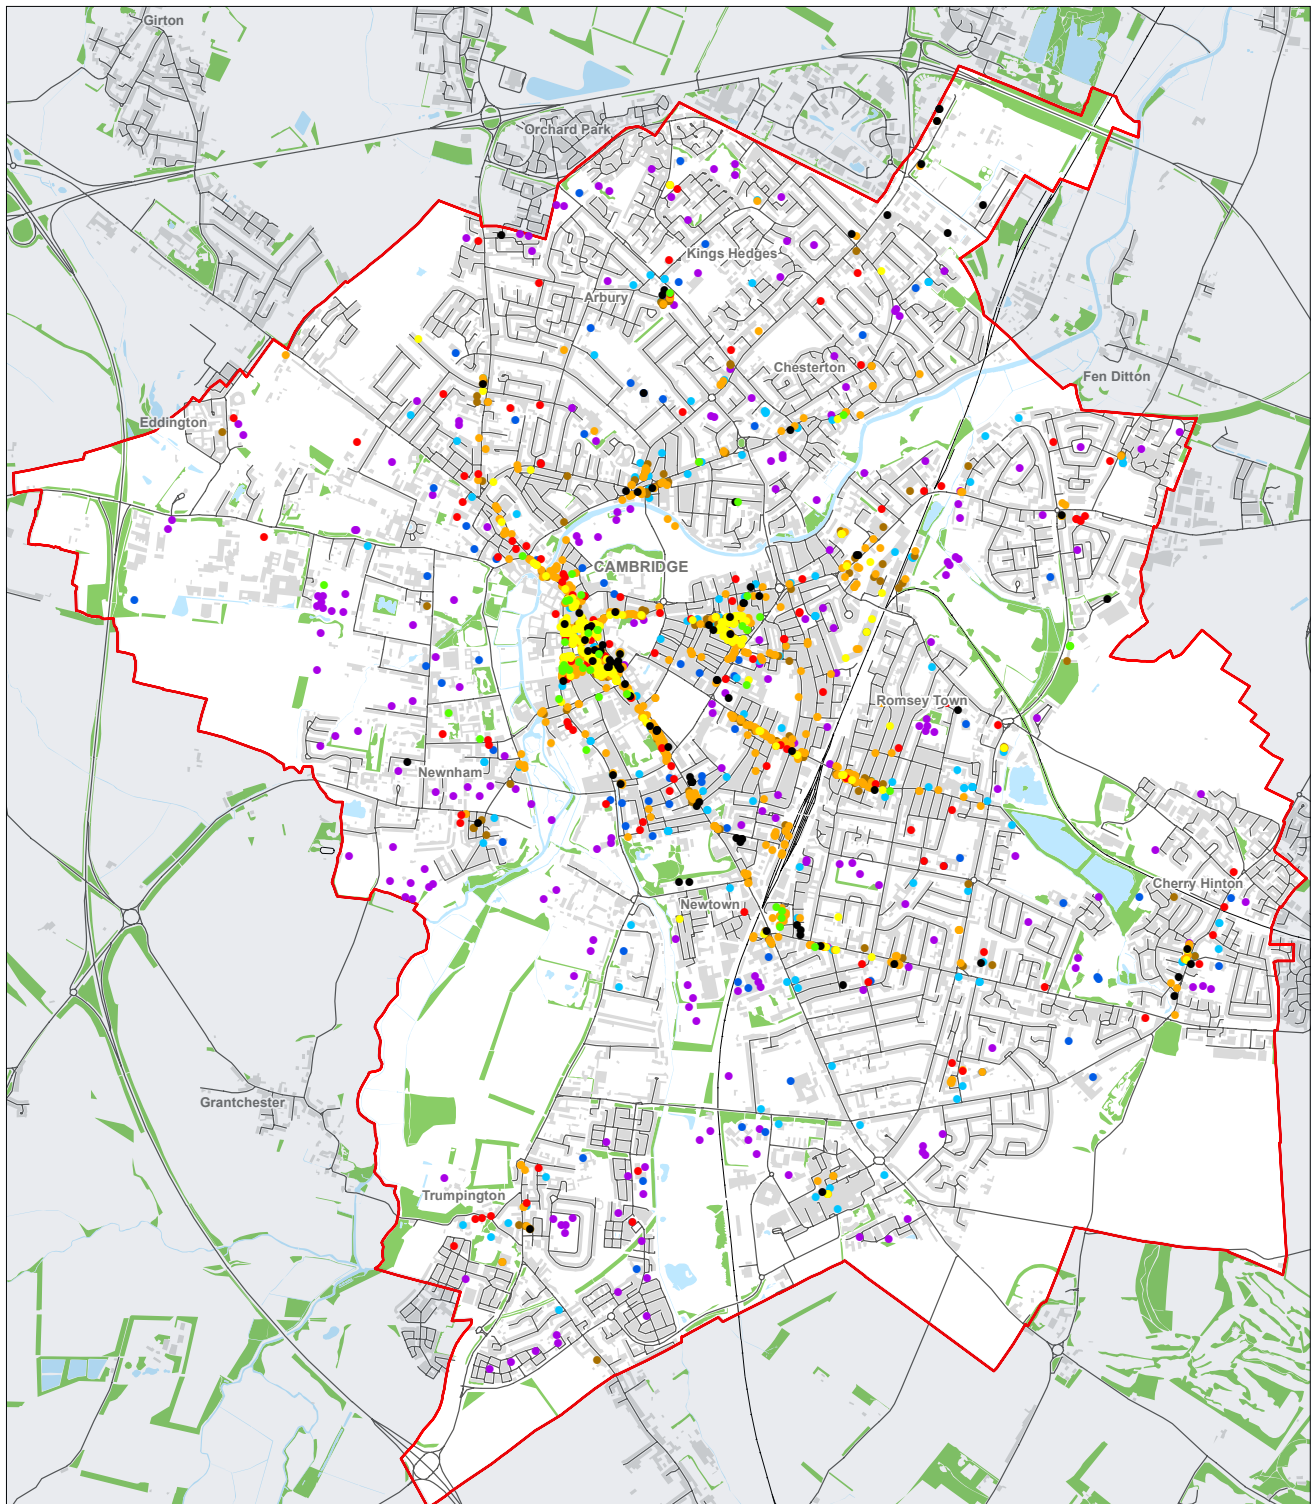 Girton
Orchard Park
Kings Hedges
Arbury
Chesterton
Fen Ditton
Eddington
CAMBRIDGE
Romsey Town
Newnham
Cherry Hinton
Newtown
Grantchester
Trumpington